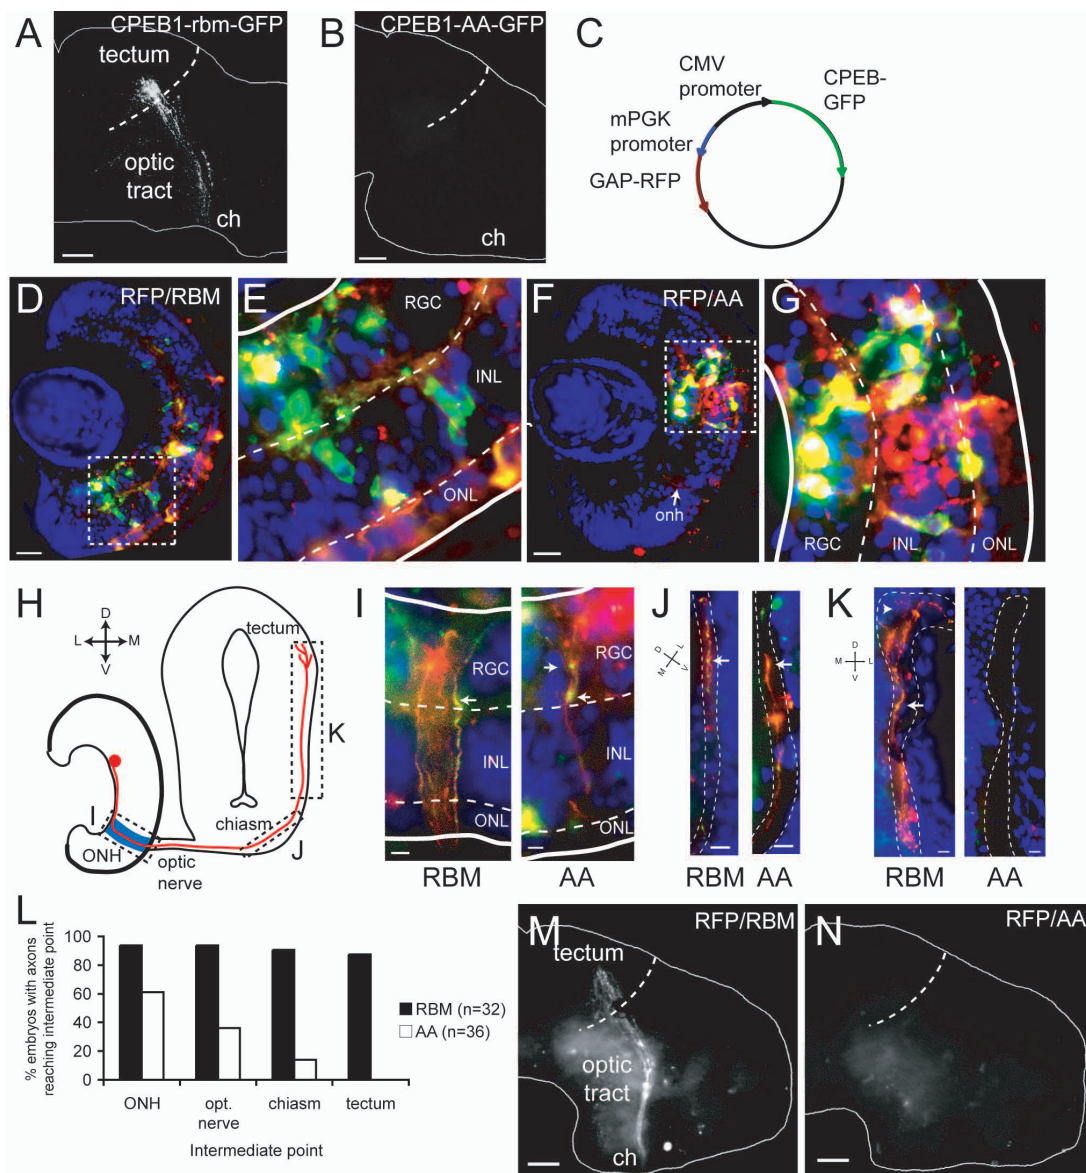 A
CPEB1-rbm-GFP
tectum
optic
tract
ch
B
CPEB1-AA-GFP
ch
C
CMV
promoter
CPEB-
GFP
mPGK
promoter
GAP-RFP
D
RFP/RBM
E
RGC
INL
ONL
F
RFP/AA
onh
G
RGC
INL
ONL
H
D
L
M
V
tectum
K
chiasm
I
ONH
optic
nerve
J
I
RGC
INL
ONL
RBM
RGC
INL
ONL
AA
J
D
L
M
V
RBM
AA
K
D
M
L
V
RBM
AA
L
% embryos with axons
reaching intermediate point
100
80
60
40
20
0
ONH
opt.
nerve
chiasm
tectum
Intermediate point
RBM (n=32)
AA (n=36)
M
RFP/RBM
tectum
optic
tract
ch
N
RFP/AA